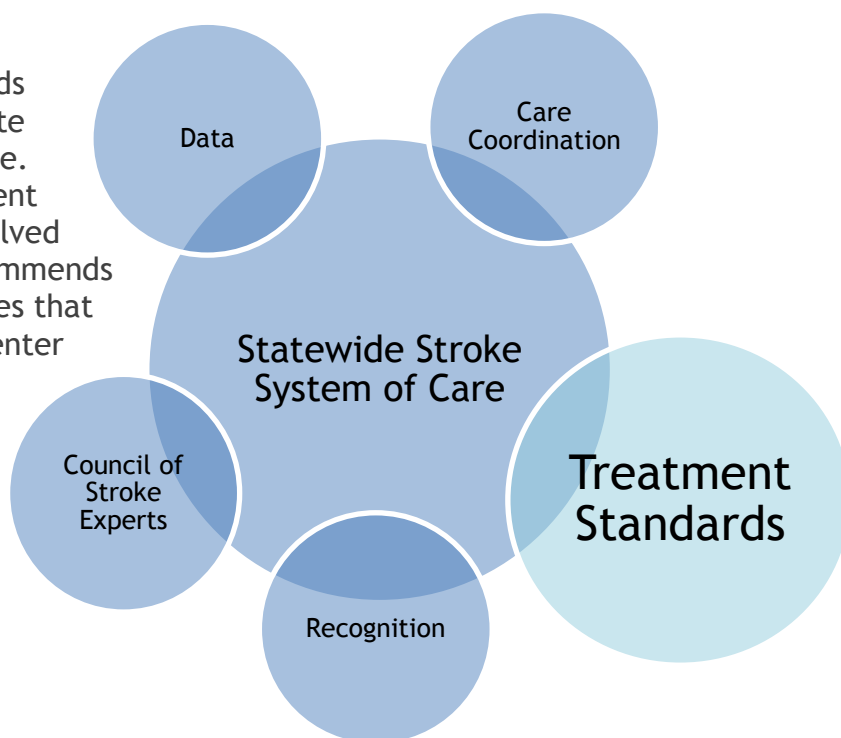 ds
te
e.
ent
lved
mmends
es that
enter
Data
Care
Coordination
Statewide Stroke
System of Care
Council of
Stroke
Experts
Treatment
Standards
Recognition